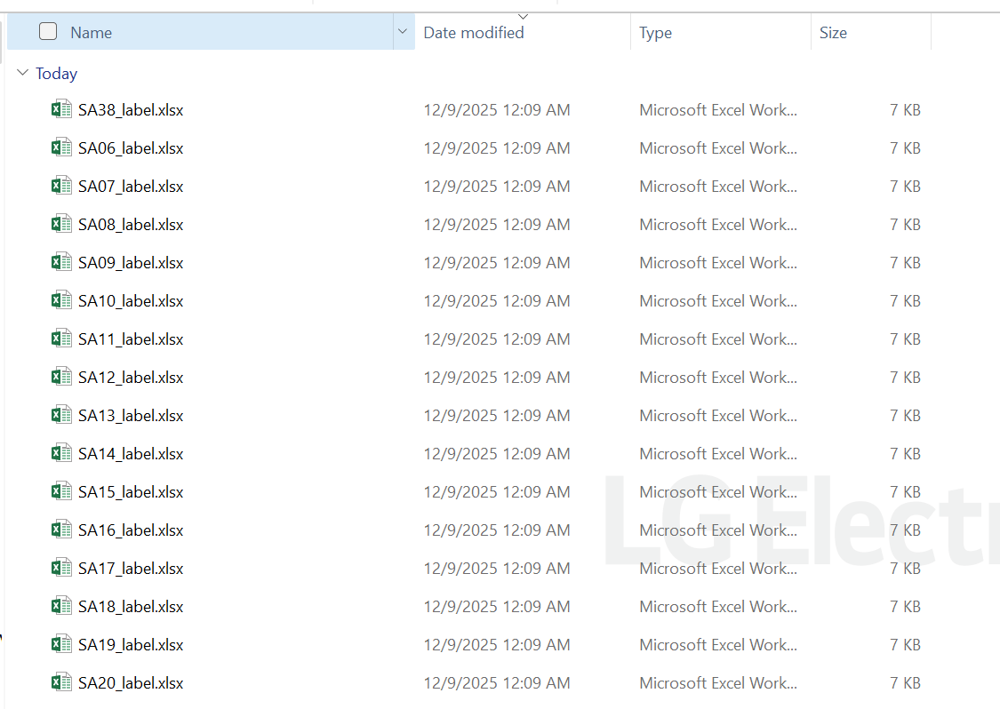 Name Date modified Type Size
Today
SA38_label.xlsx 12/9/2025 12:09 AM Microsoft Excel Work... 7 KB
SA06_label.xlsx 12/9/2025 12:09 AM Microsoft Excel Work... 7 KB
SA07_label.xlsx 12/9/2025 12:09 AM Microsoft Excel Work... 7 KB
SA08_label.xlsx 12/9/2025 12:09 AM Microsoft Excel Work... 7 KB
SA09_label.xlsx 12/9/2025 12:09 AM Microsoft Excel Work... 7 KB
SA10_label.xlsx 12/9/2025 12:09 AM Microsoft Excel Work... 7 KB
SA11_label.xlsx 12/9/2025 12:09 AM Microsoft Excel Work... 7 KB
SA12_label.xlsx 12/9/2025 12:09 AM Microsoft Excel Work... 7 KB
SA13_label.xlsx 12/9/2025 12:09 AM Microsoft Excel Work... 7 KB
SA14_label.xlsx 12/9/2025 12:09 AM Microsoft Excel Work... 7 KB
SA15_label.xlsx 12/9/2025 12:09 AM Microsoft Excel Work... 7 KB
SA16_label.xlsx 12/9/2025 12:09 AM Microsoft Excel Work... 7 KB
LG Electr
SA17_label.xlsx 12/9/2025 12:09 AM Microsoft Excel Work... 7 KB
SA18_label.xlsx 12/9/2025 12:09 AM Microsoft Excel Work... 7 KB
SA19_label.xlsx 12/9/2025 12:09 AM Microsoft Excel Work... 7 KB
SA20_label.xlsx 12/9/2025 12:09 AM Microsoft Excel Work... 7 KB